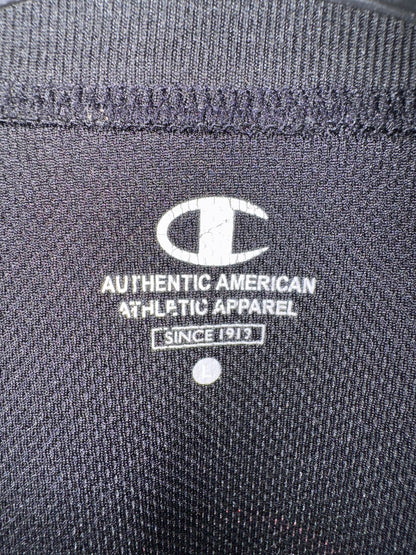 AUTHENTIC AMERICAN
ATHLETIC APPAREL
SINCE 1919
L